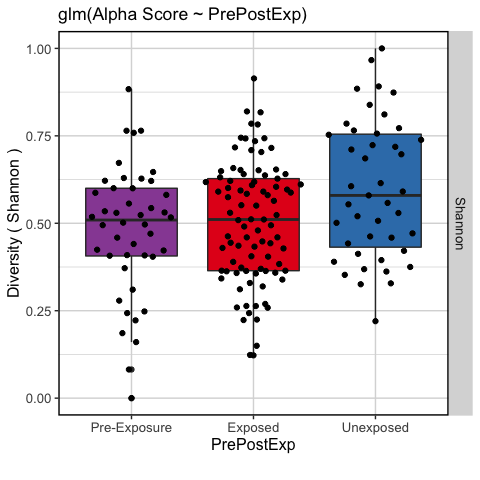 glm(Alpha Score ~ PrePostExp)
1.00
0.75
0.50
0.25
0.00
Diversity ( Shannon )
Shannon
Pre-Exposure
Exposed
Unexposed
PrePostExp